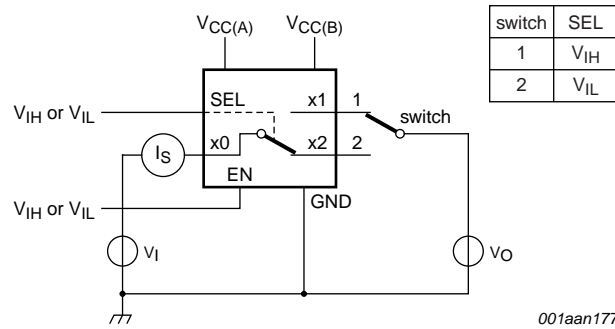 VCC(A) VCC(B)
switch SEL
1 VIH
2 VIL
SEL x1 1
VIH or VIL
switch
x0 x2 2
IS
EN
GND
VIH or VIL
VI VO
001aan177